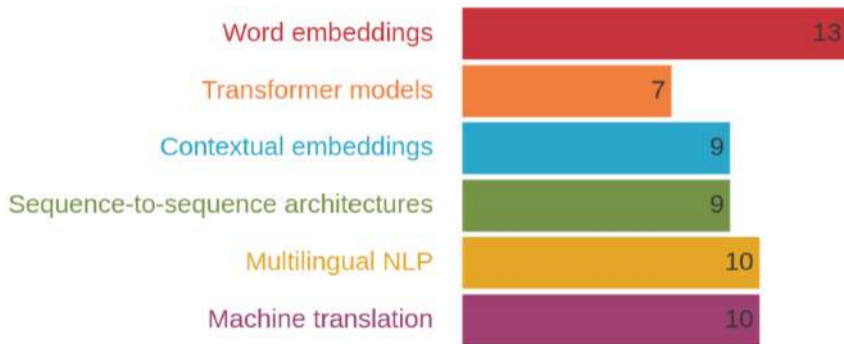 Word embeddings 13
Transformer models 7
Contextual embeddings 9
Sequence-to-sequence architectures 9
Multilingual NLP 10
Machine translation 10